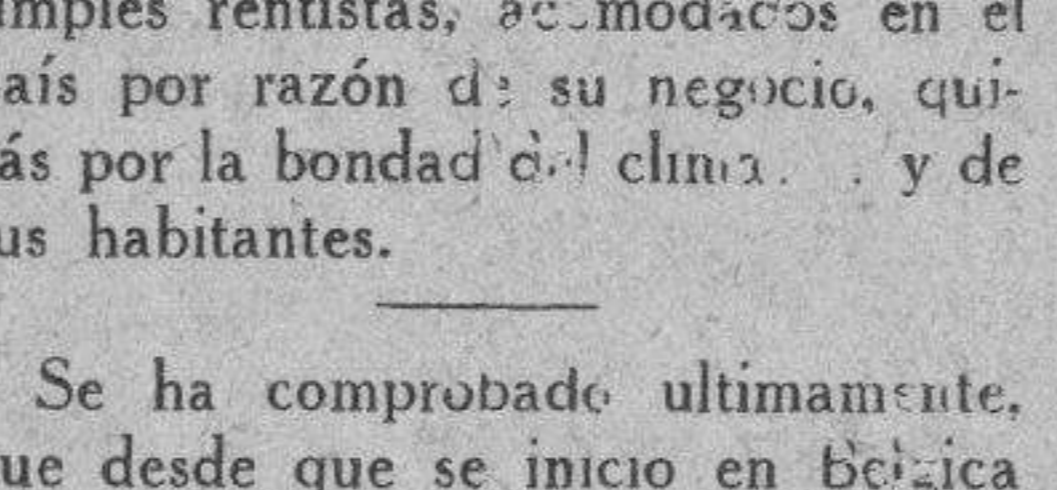 imples rentistas, acomodados en el
aís por razón de su negocio, qui-
ás por la bondad del clima. . y de
us habitantes.
Se ha comprobado ultimamente,
ue desde que se inicio en Belgica